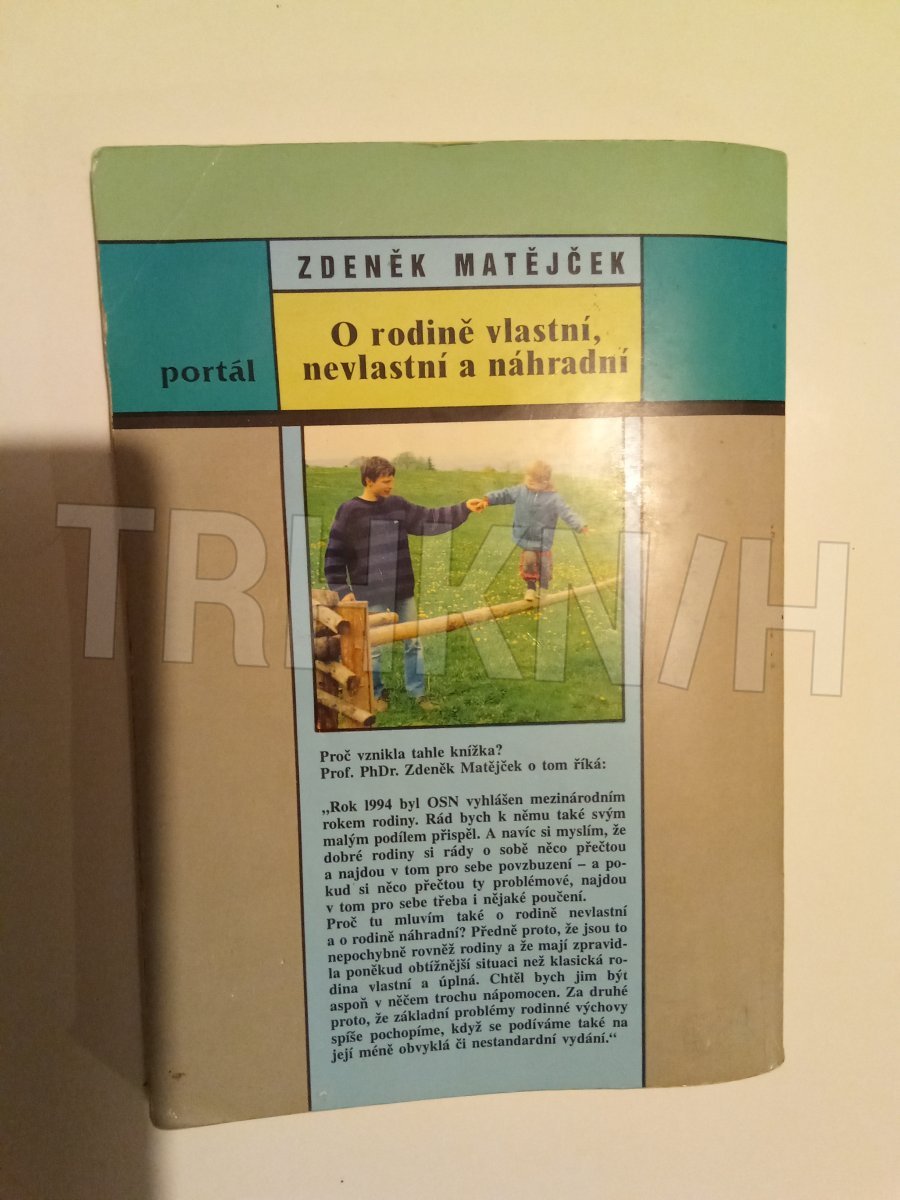 ZDENĚK MATĚJČEK
O rodině vlastní,
nevlastní a náhradní
portál
TRHKNIH
Proč vznikla tahle knížka?
Prof. PhDr. Zdeněk Matějček o tom říká:
„Rok 1994 byl OSN vyhlášen mezinárodním
rokem rodiny. Rád bych k němu také svým
malým podílem přispěl. A navíc si myslím, že
dobré rodiny si rády o sobě něco přečtou
a najdou v tom pro sebe povzbuzení – a po-
kud si něco přečtou ty problémové, najdou
v tom pro sebe třeba i nějaké poučení.
Proč tu mluvím také o rodině nevlastní
a o rodině náhradní? Předně proto, že jsou to
nepochybně rovněž rodiny a že mají zpravid-
la poněkud obtížnější situaci než klasická ro-
dina vlastní a úplná. Chtěl bych jim být
aspoň v něčem trochu nápomocen. Za druhé
proto, že základní problémy rodinné výchovy
spíše pochopíme, když se podíváme také na
její méně obvyklá či nestandardní vydání.“